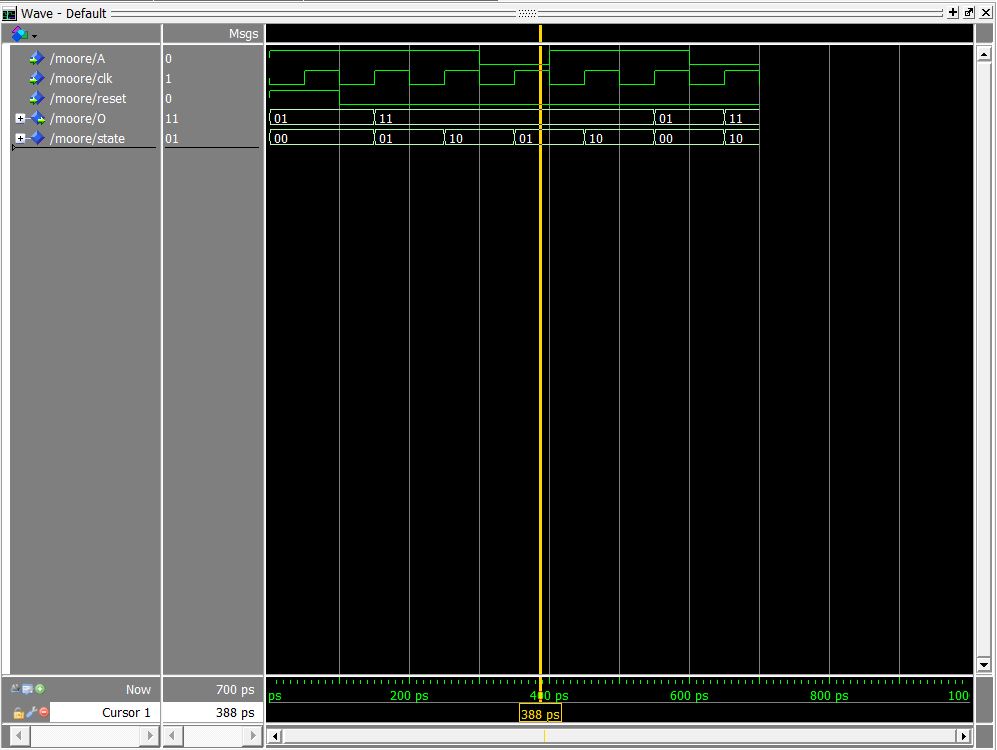 Wave - Default
Msgs
/moore/A 0
/moore/clk 1
/moore/reset 0
/moore/O 11 01 11 01 11
/moore/state 01 00 01 10 01 10 00 10
Now 700 ps ps 200 ps 400 ps 600 ps 800 ps 100
Cursor 1 388 ps 388 ps